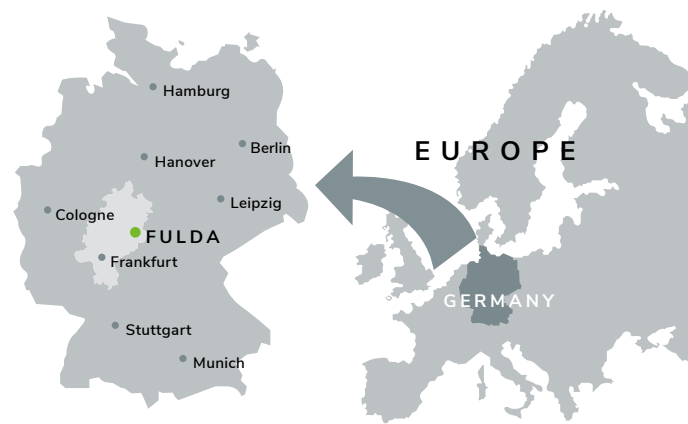 Hamburg
Berlin
Hanover
Leipzig
Cologne
FULDA
Frankfurt
Stuttgart
Munich
EUROPE
GERMANY